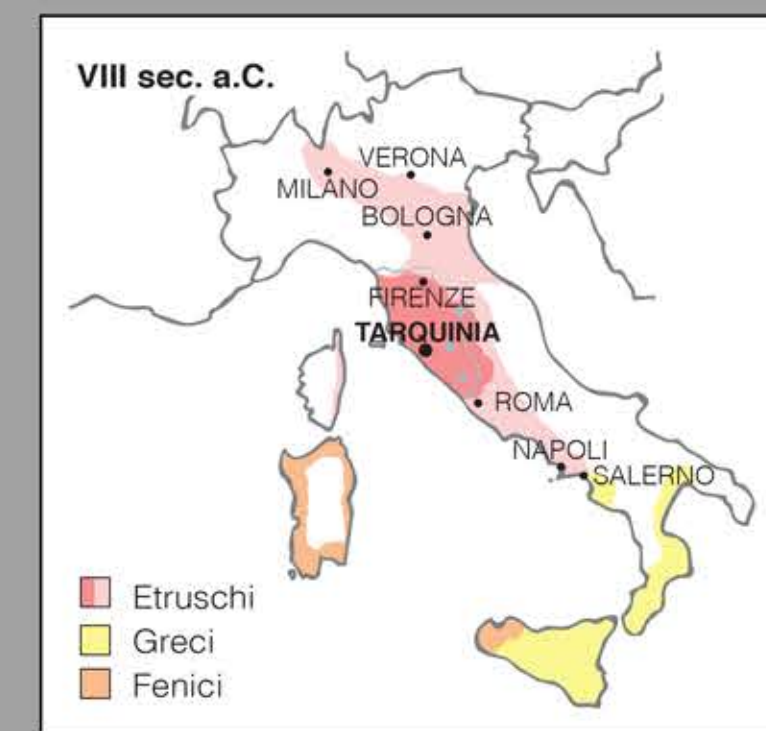 VIII sec. a.C.
VERONA
MILANO
BOLOGNA
FIRENZE
TARQUINIA
ROMA
NAPOLI
SALERNO
Etruschi
Greci
Fenici